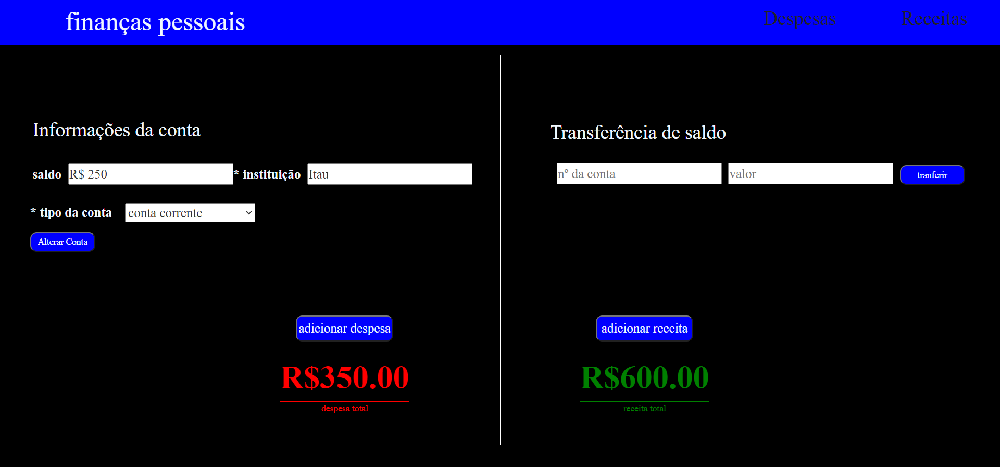 finanças pessoais
Despesas
Receitas
Informações da conta
saldo R$ 250 * instituição Itau
* tipo da conta conta corrente
Alterar Conta
Transferência de saldo
nº da conta valor tranferir
adicionar despesa
R$350.00
despesa total
adicionar receita
R$600.00
receita total